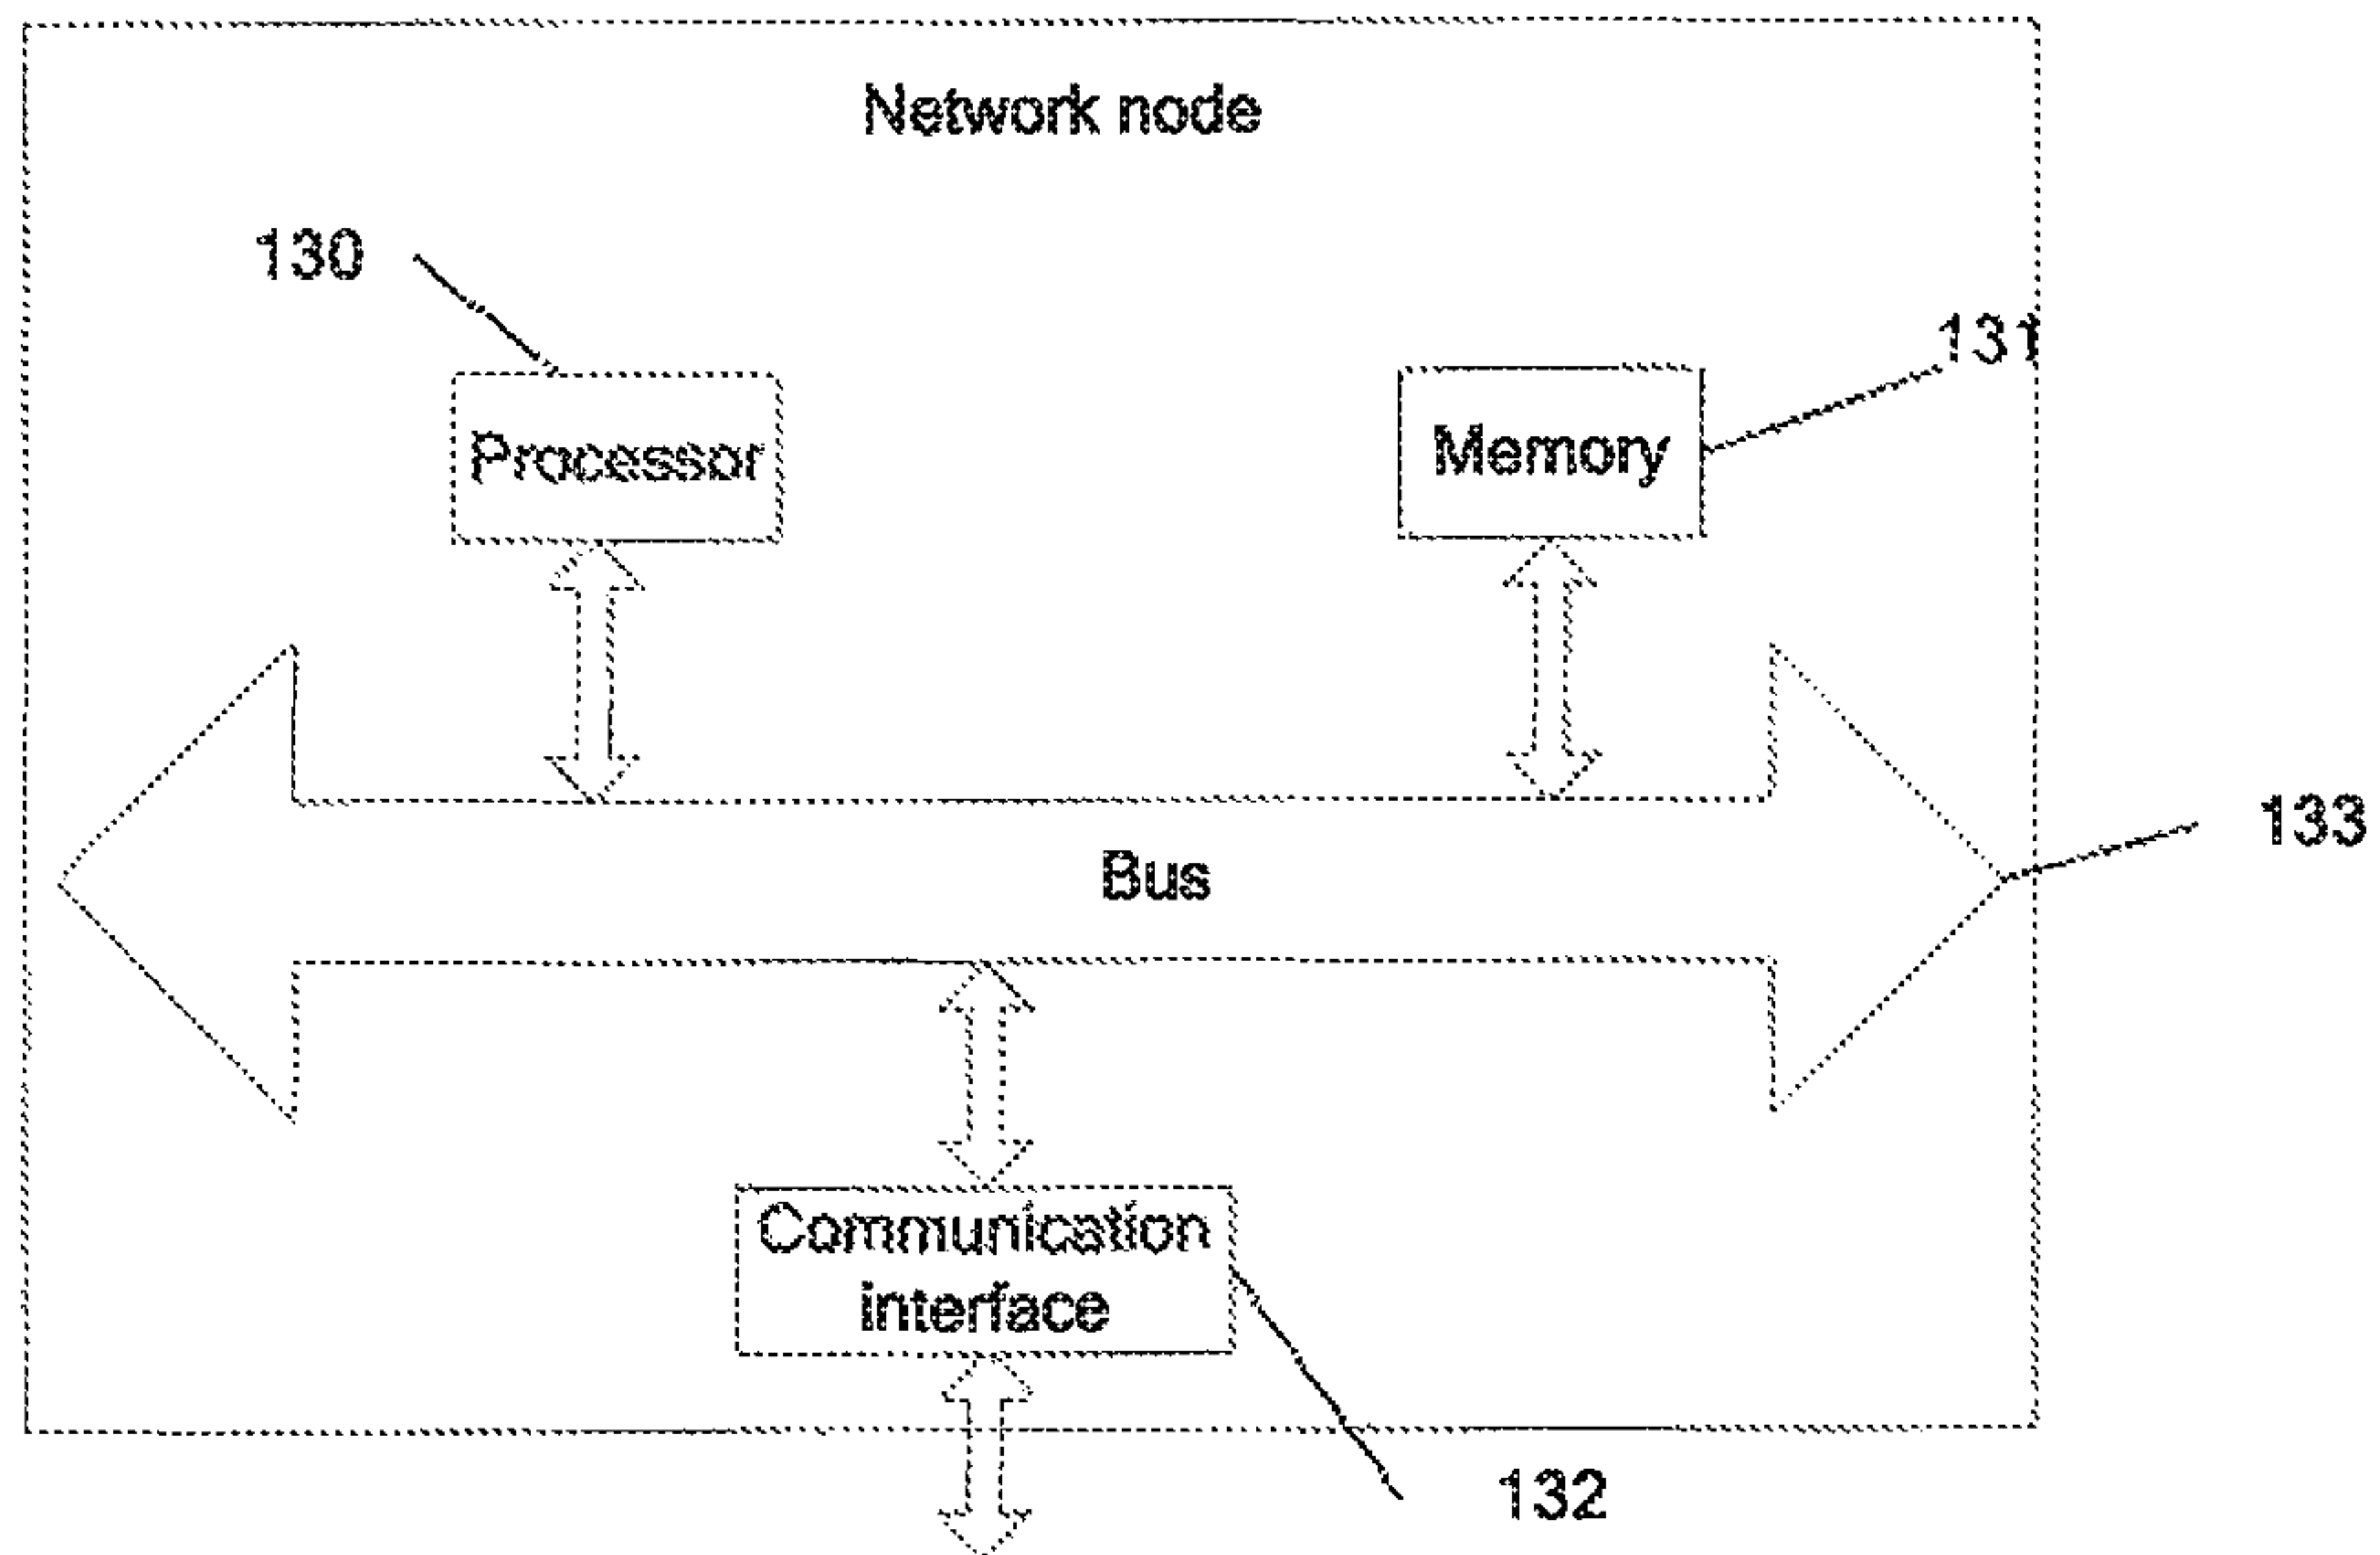 Network node
130
131
Processor
Memory
133
Bus
Communication
interface
132